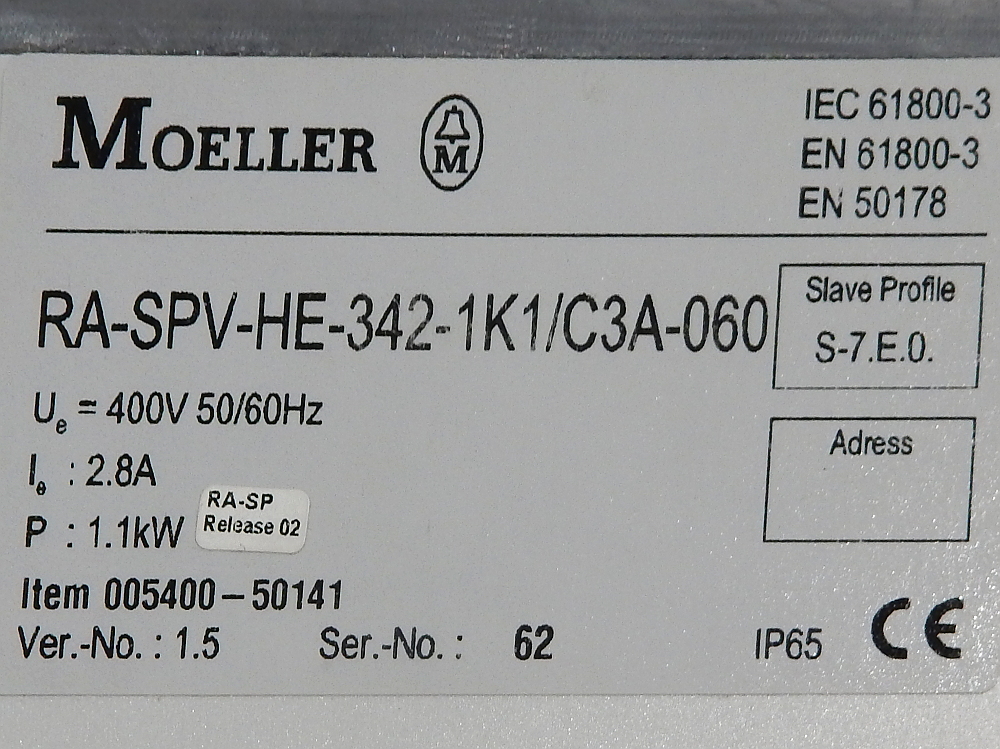 MOELLER
M
IEC 61800-3
EN 61800-3
EN 50178
RA-SPV-HE-342-1K1/C3A-060
Slave Profile
S-7.E.0.
Ue = 400V 50/60Hz
Adress
Ie : 2.8A
RA-SP
Release 02
P : 1.1kW
Item 005400-50141
Ver.-No. : 1.5 Ser.-No. : 62 IP65 CE